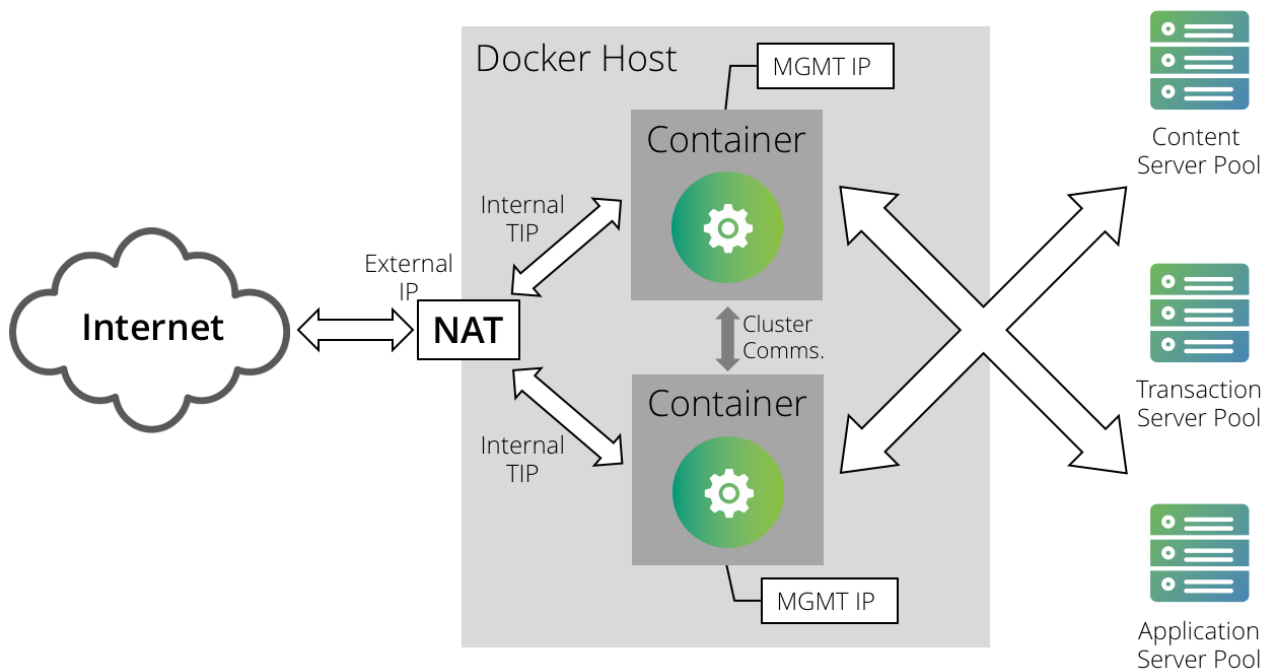 Docker Host
MGMT IP
Container
Internal
TIP
External
IP
Internet
NAT
Cluster
Comms.
Container
Internal
TIP
MGMT IP
Content
Server Pool
Transaction
Server Pool
Application
Server Pool